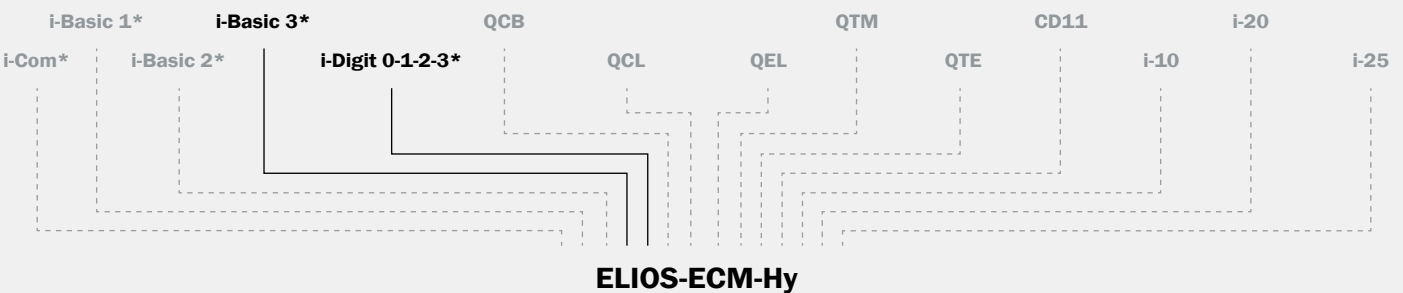 i-Basic 1* i-Basic 3* QCB QTM CD11 i-20
i-Com* i-Basic 2* i-Digit 0-1-2-3* QCL QEL QTE i-10 i-25
ELIOS-ECM-Hy